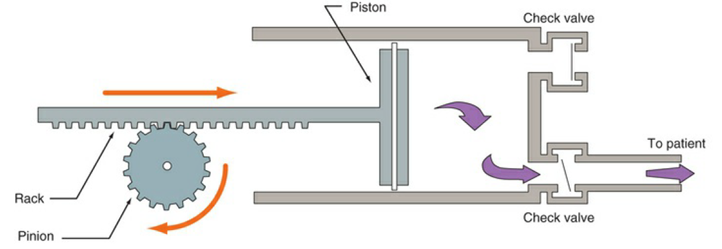 Piston
Check valve
To patient
Rack
Pinion
Check valve